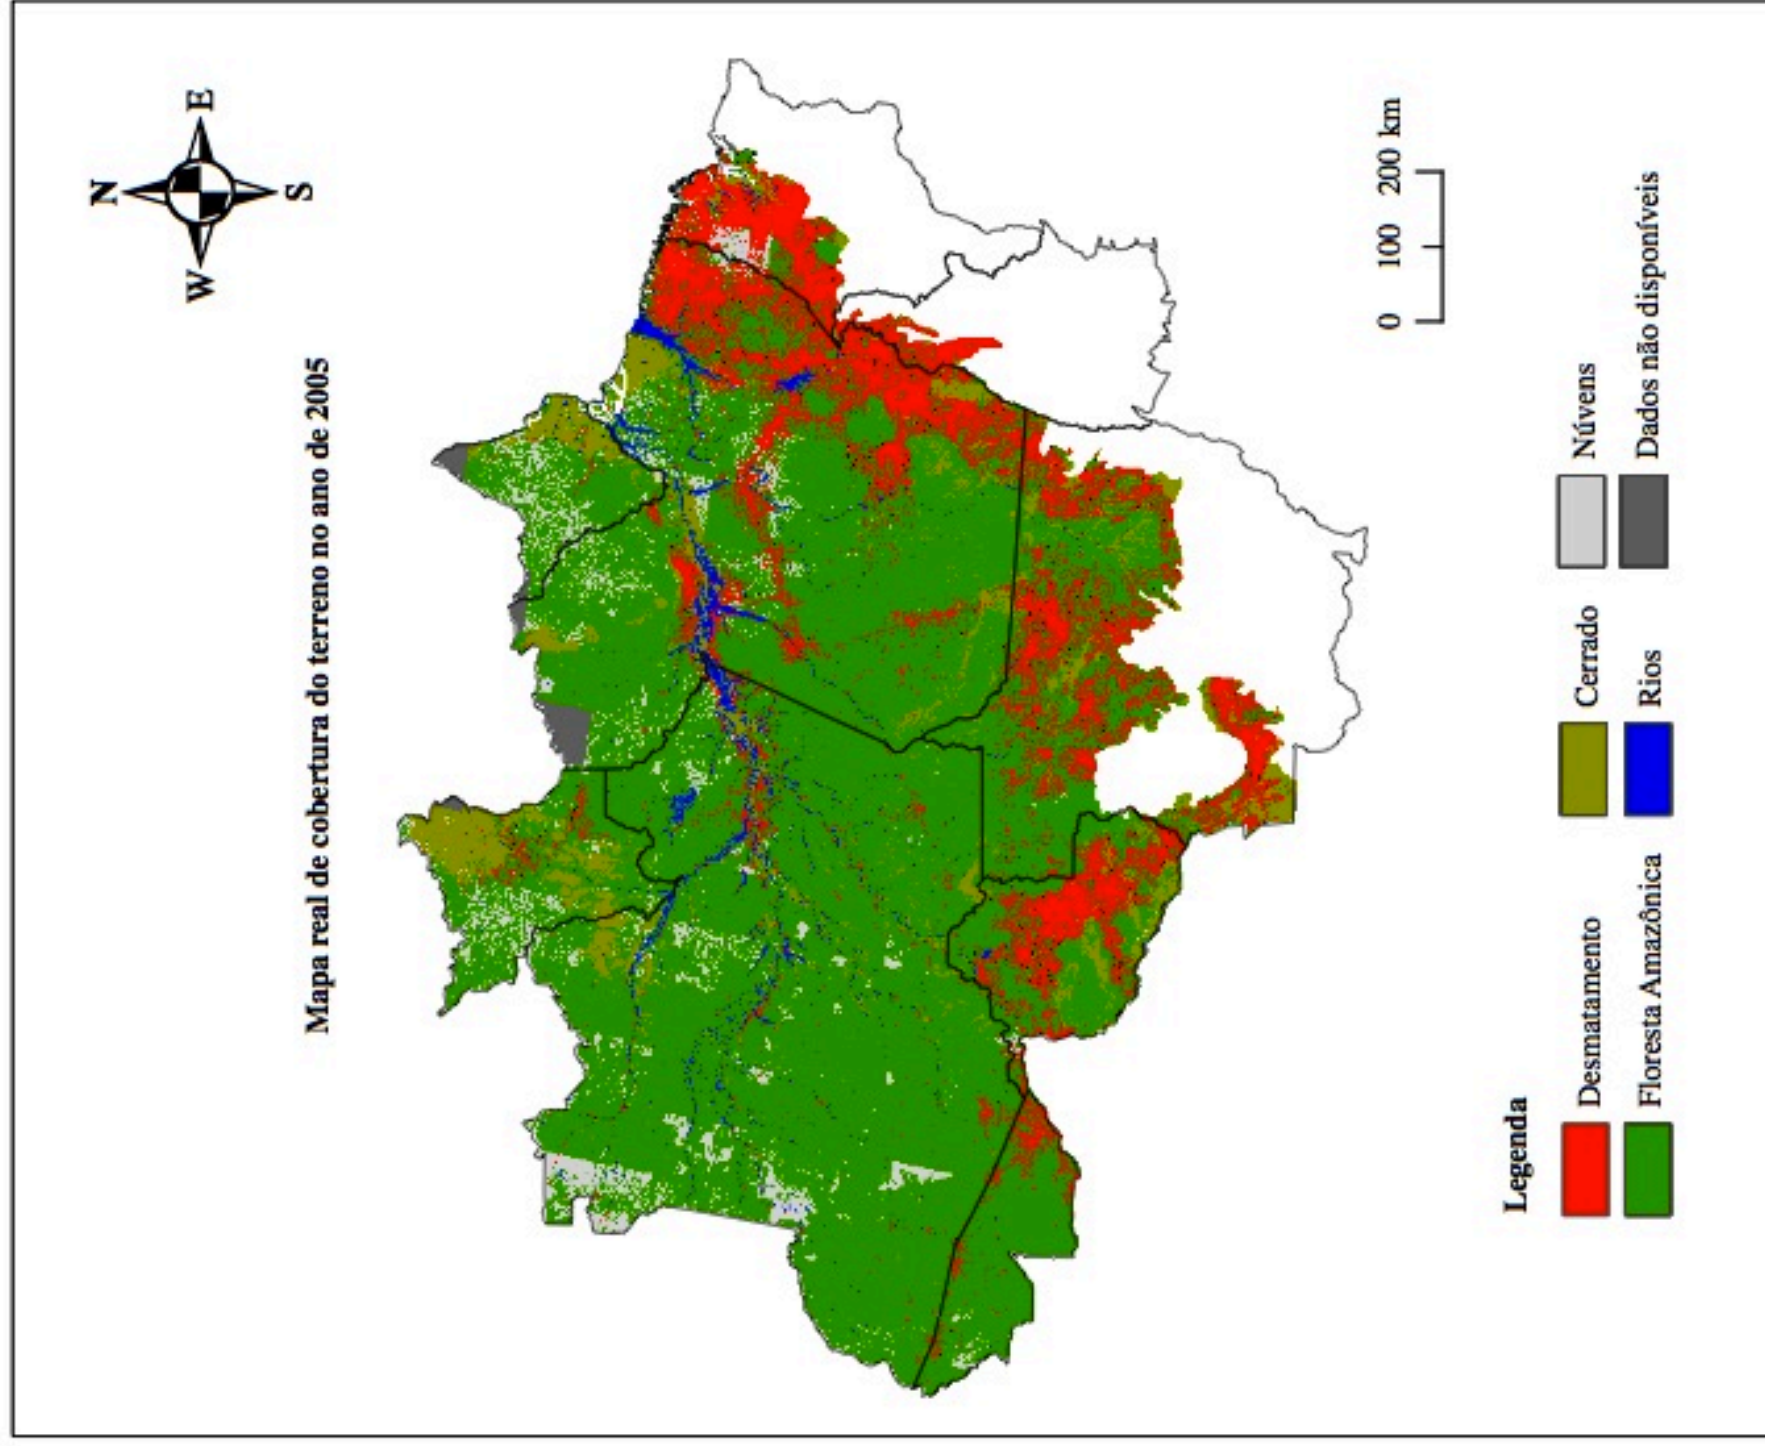 N
W
E
S
Mapa real de cobertura do terreno no ano de 2005
0 100 200 km
Legenda
Desmatamento
Cerrado
Núvens
Floresta Amazônica
Rios
Dados não disponíveis